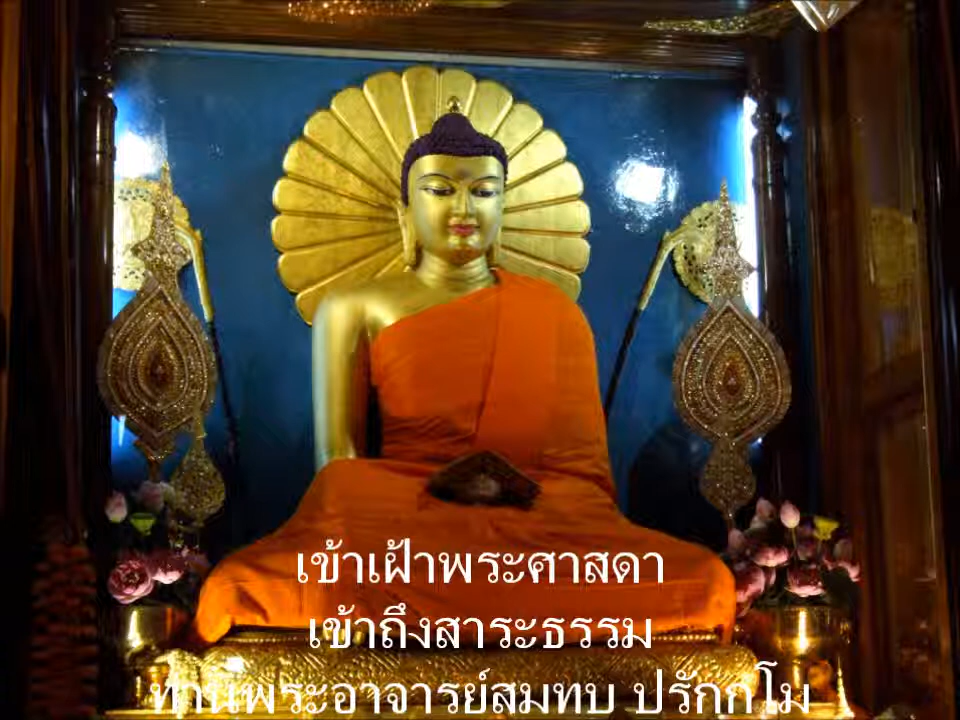 เข้าเฝ้าพระศาสดา
เข้าถึงสาระธรรม
ท่านพระอาจารย์สมทบ ปรักกโม